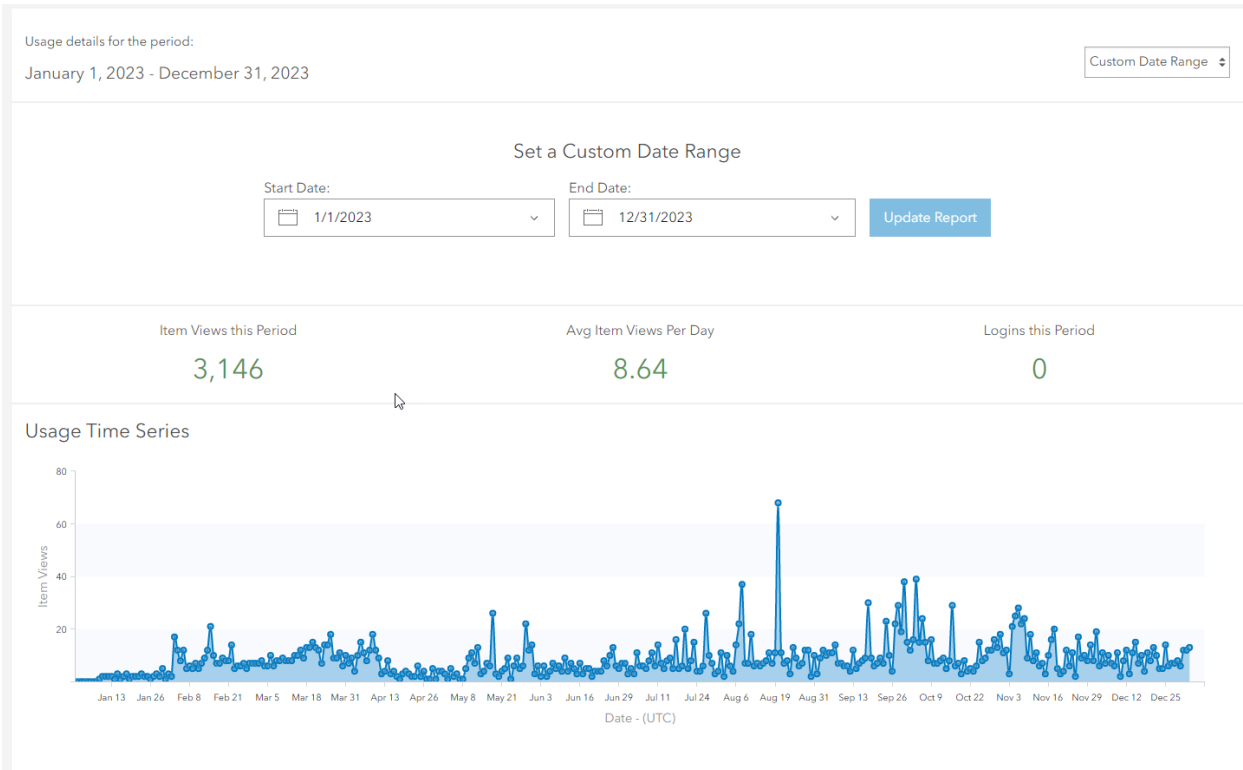 Usage details for the period:
January 1, 2023 - December 31, 2023
Custom Date Range
Set a Custom Date Range
Start Date:
End Date:
1/1/2023
12/31/2023
Update Report
Item Views this Period
Avg Item Views Per Day
Logins this Period
3,146
8.64
0
Usage Time Series
80
60
40
20
Item Views
Jan 13 Jan 26 Feb 8 Feb 21 Mar 5 Mar 18 Mar 31 Apr 13 Apr 26 May 8 May 21 Jun 3 Jun 16 Jun 29 Jul 11 Jul 24 Aug 6 Aug 19 Aug 31 Sep 13 Sep 26 Oct 9 Oct 22 Nov 3 Nov 16 Nov 29 Dec 12 Dec 25
Date - (UTC)